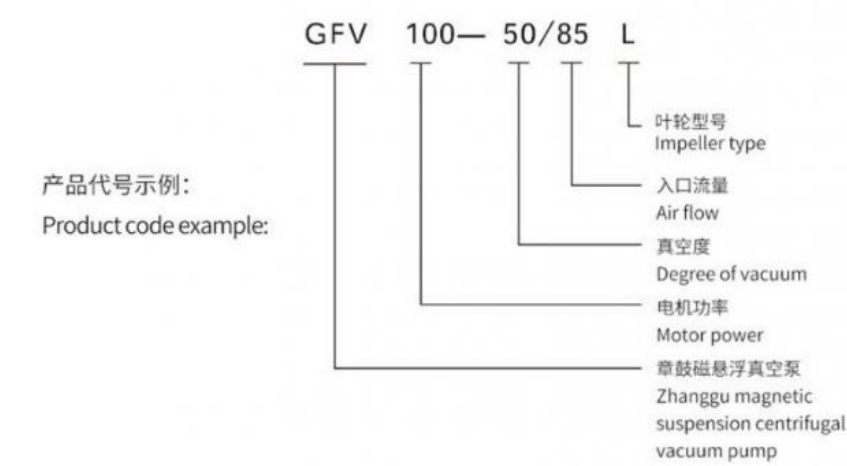 GFV 100— 50/85 L
叶轮型号
Impeller type
产品代号示例：
入口流量
Air flow
Product code example:
真空度
Degree of vacuum
电机功率
Motor power
章鼓磁悬浮真空泵
Zhanggu magnetic
suspension centrifugal
vacuum pump